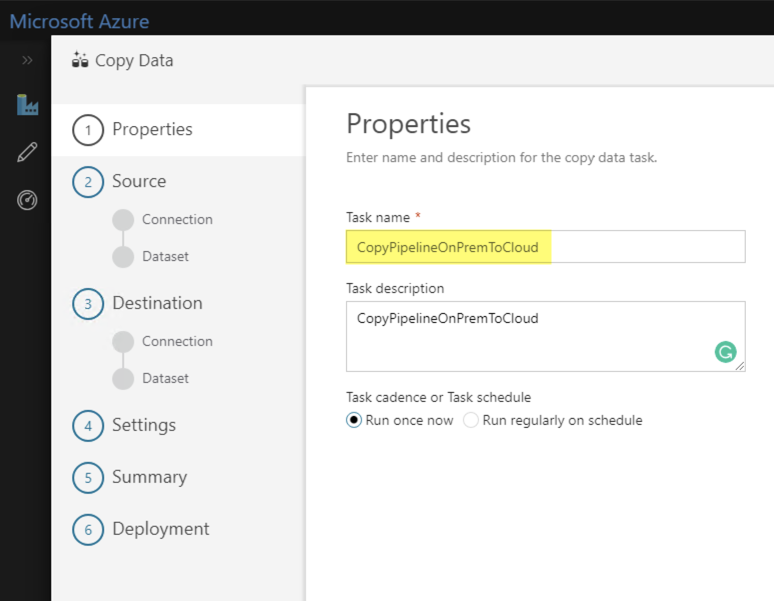 Microsoft Azure
Copy Data
1 Properties
2 Source
Connection
Dataset
3 Destination
Connection
Dataset
4 Settings
5 Summary
6 Deployment
Properties
Enter name and description for the copy data task.
Task name *
CopyPipelineOnPremToCloud
Task description
CopyPipelineOnPremToCloud
Task cadence or Task schedule
Run once now Run regularly on schedule